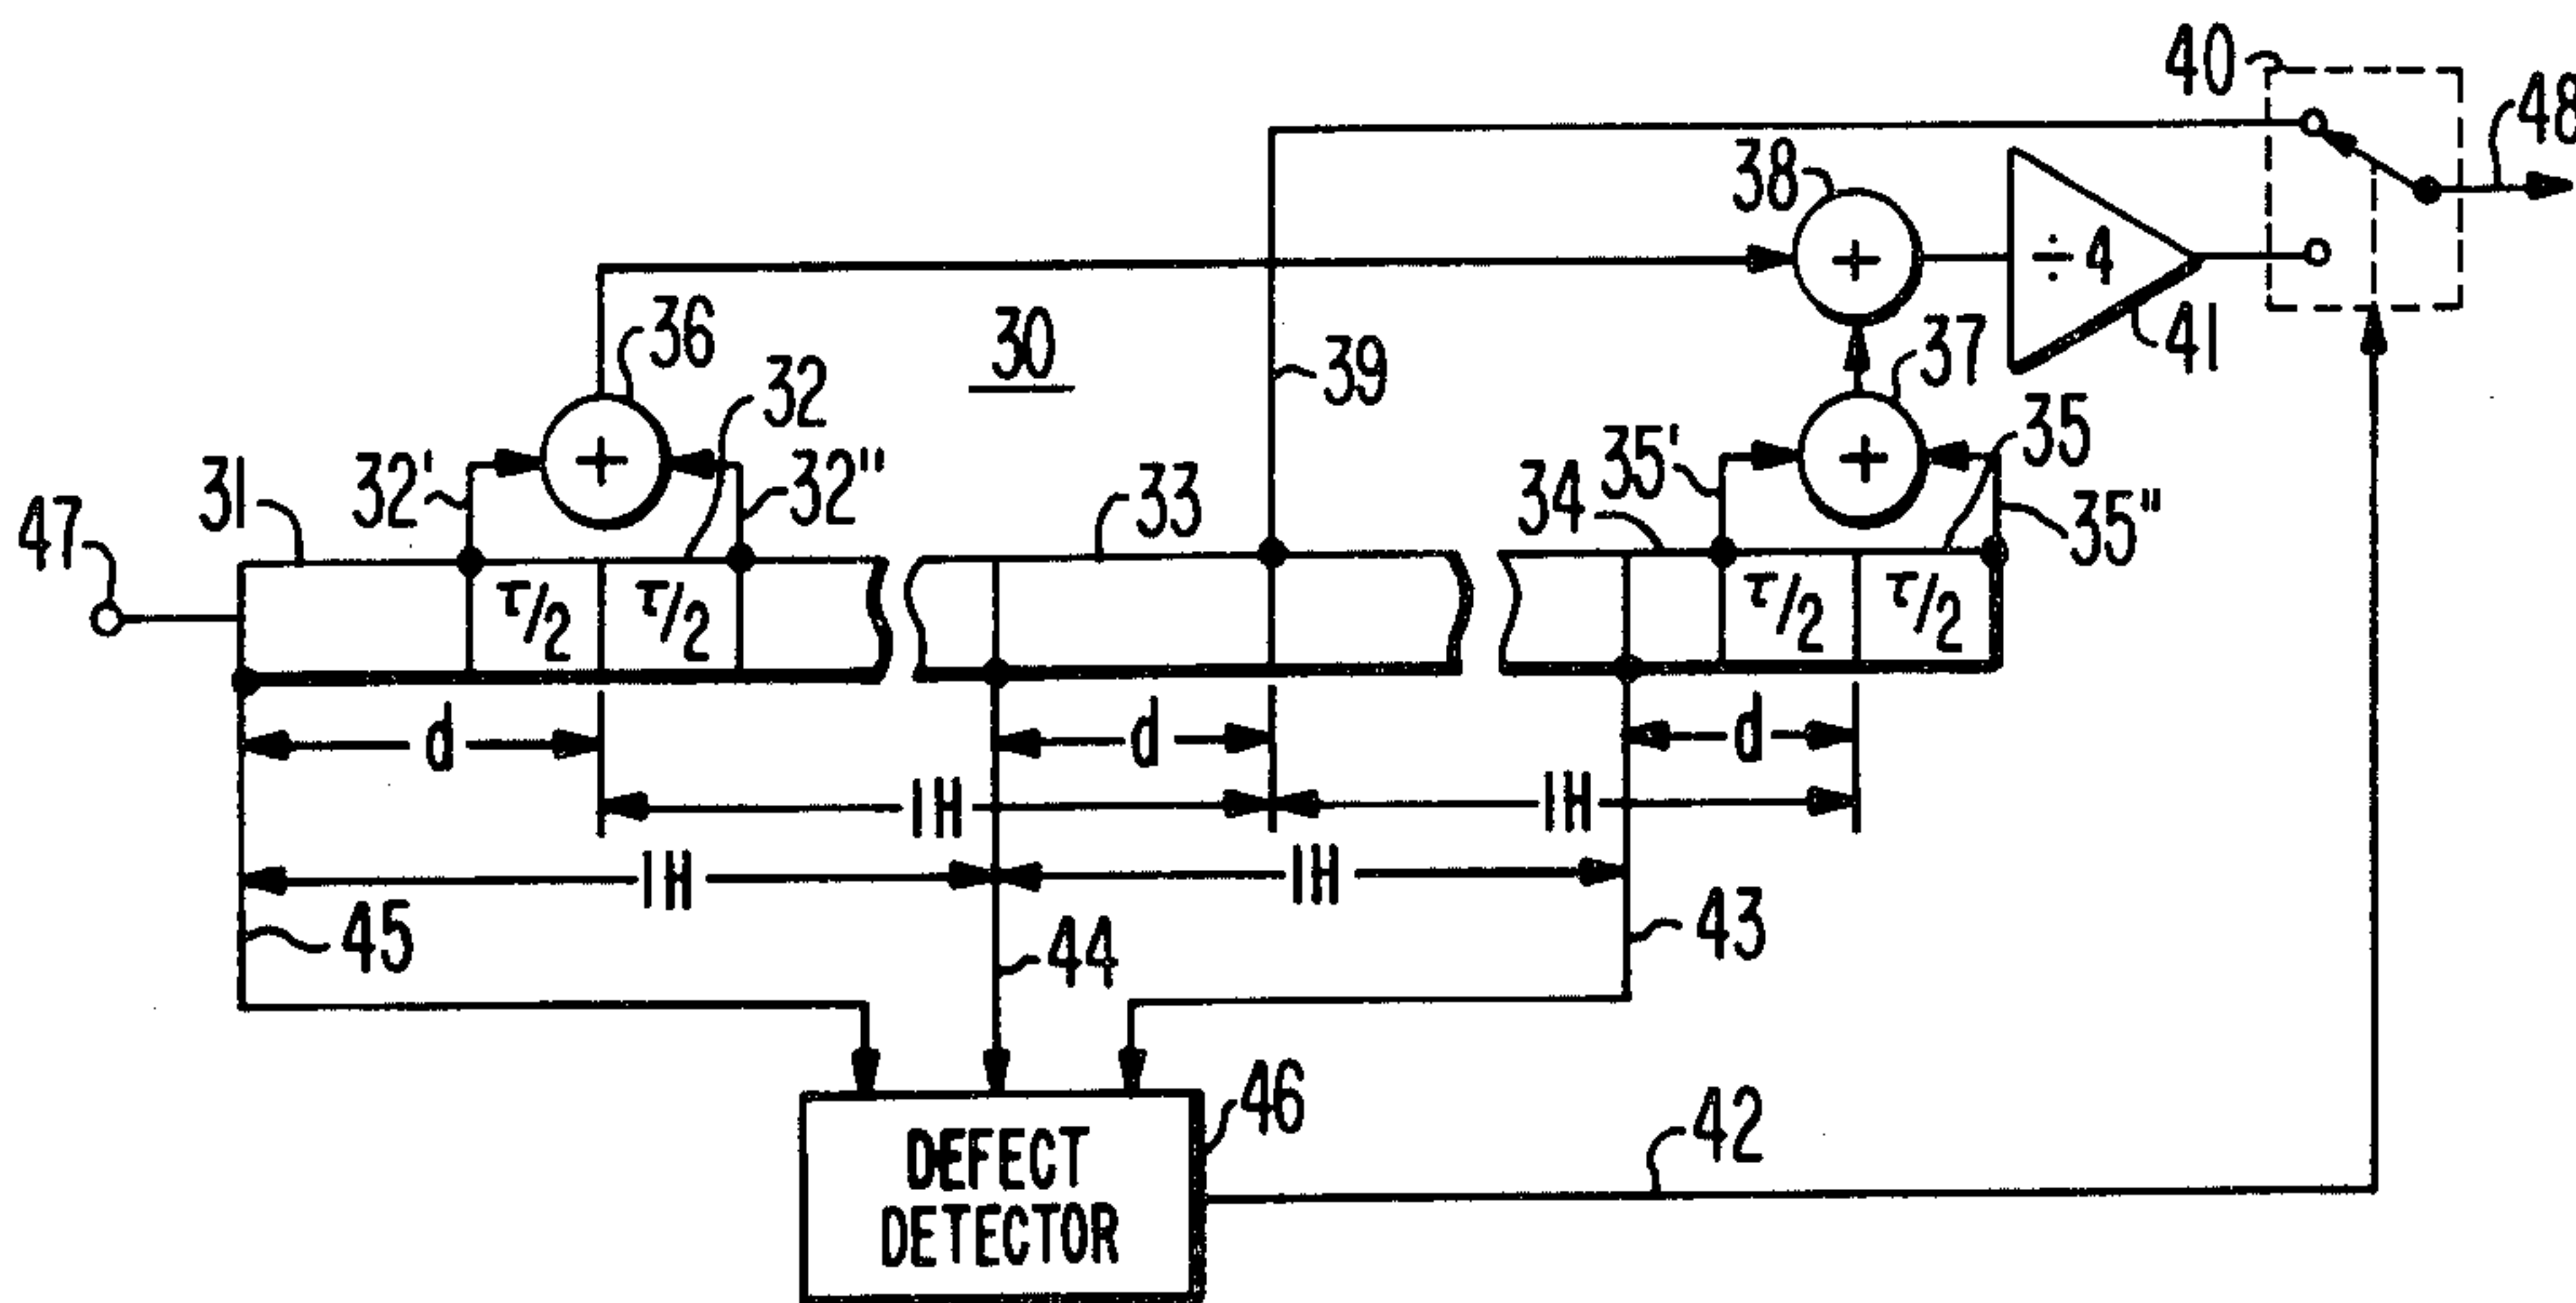 40
48
38
÷ 4
+
36
30
37
41
39
32
35
31
32'
+
32"
33
34
35'
+
35"
47
τ/2
τ/2
τ/2
τ/2
d
d
d
1H
1H
1H
1H
45
44
43
46
42
DEFECT
DETECTOR